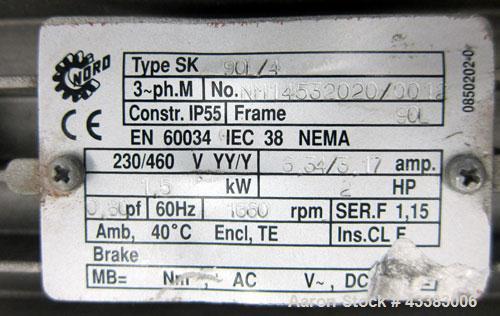 NORD
Type SK 90L/4
3~ph.M No.
Constr. IP55 Frame 90L
EN 60034 IEC 38 NEMA
230/460 V YY/Y 6,34/3,17 amp.
1,5 kW 2 HP
0,80 pf 60Hz 1660 rpm SER.F 1,15
Amb, 40°C Encl, TE Ins.CL F
Brake
MB= Nm, AC V~, DC
CE
0850202-0
Aaron Stock # 43389006